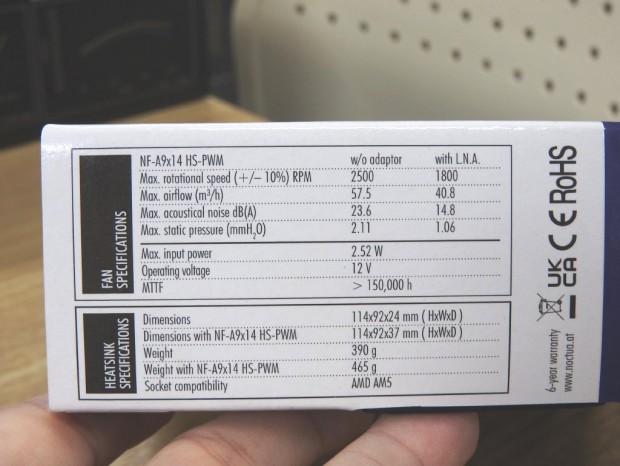 FAN
SPECIFICATIONS
NF-A9x14 HS-PWM w/o adaptor with L.N.A.
Max. rotational speed (+/– 10%) RPM 2500 1800
Max. airflow (m³/h) 57.5 40.8
Max. acoustical noise dB(A) 23.6 14.8
Max. static pressure (mmH₂O) 2.11 1.06
Max. input power 2.52 W
Operating voltage 12 V
MTTF > 150,000 h
HEATSINK
SPECIFICATIONS
Dimensions 114x92x24 mm ( HxWxD )
Dimensions with NF-A9x14 HS-PWM 114x92x37 mm ( HxWxD )
Weight 390 g
Weight with NF-A9x14 HS-PWM 465 g
Socket compatibility AMD AM5
UK
CA CE RoHS
6-year warranty
www.noctua.at